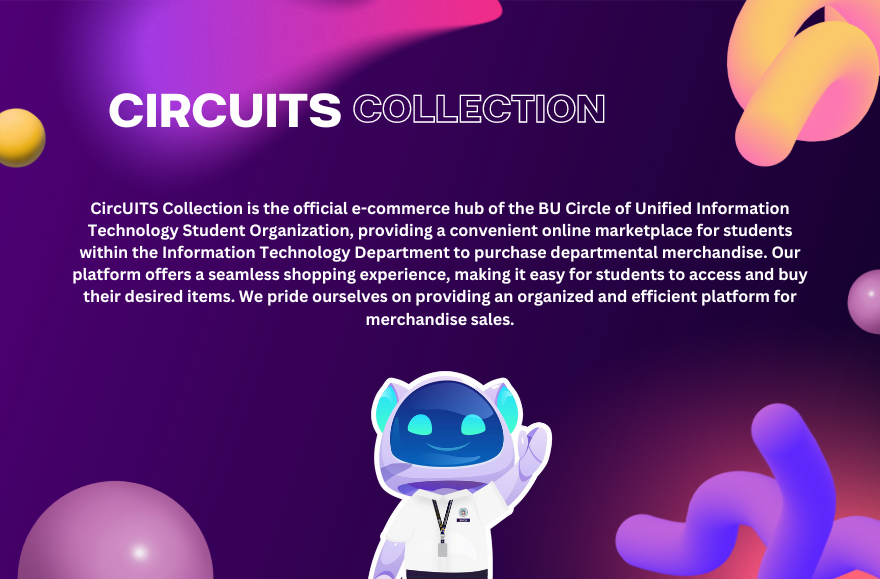 CIRCUITS COLLECTION
CircUITS Collection is the official e-commerce hub of the BU Circle of Unified Information
Technology Student Organization, providing a convenient online marketplace for students
within the Information Technology Department to purchase departmental merchandise. Our
platform offers a seamless shopping experience, making it easy for students to access and buy
their desired items. We pride ourselves on providing an organized and efficient platform for
merchandise sales.